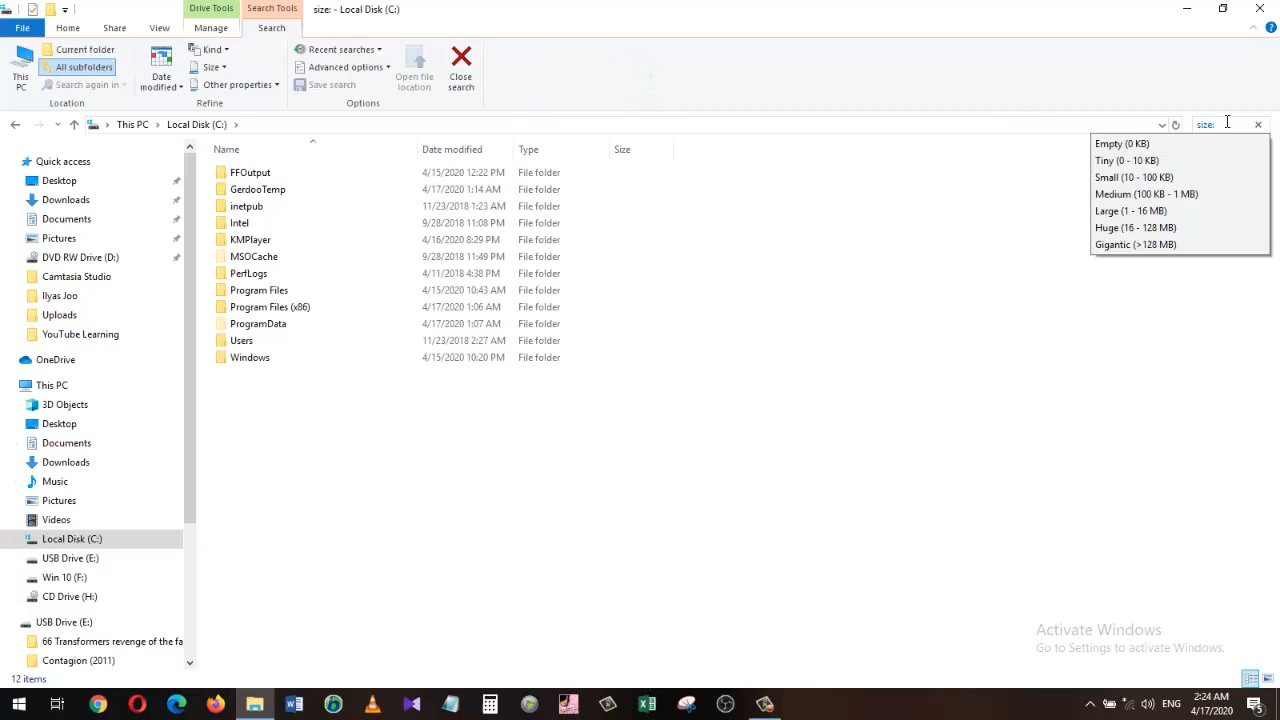 Drive Tools
Search Tools
size: - Local Disk (C:)
File
Home
Share
View
Manage
Search
This PC
Current folder
All subfolders
Search again in
Location
Date modified
Kind
Size
Other properties
Refine
Recent searches
Advanced options
Save search
Open file location
Options
Close search
This PC
Local Disk (C:)
size:
Empty (0 KB)
Tiny (0 - 10 KB)
Small (10 - 100 KB)
Medium (100 KB - 1 MB)
Large (1 - 16 MB)
Huge (16 - 128 MB)
Gigantic (>128 MB)
Quick access
Desktop
Downloads
Documents
Pictures
DVD RW Drive (D:)
Camtasia Studio
Ilyas Joo
Uploads
YouTube Learning
OneDrive
This PC
3D Objects
Desktop
Documents
Downloads
Music
Pictures
Videos
Local Disk (C:)
USB Drive (E:)
Win 10 (F:)
CD Drive (H:)
USB Drive (E:)
66 Transformers revenge of the fa
Contagion (2011)
Name Date modified Type Size
FFOutput 4/15/2020 12:22 PM File folder
GerdooTemp 4/17/2020 1:14 AM File folder
inetpub 11/23/2018 1:23 AM File folder
Intel 9/28/2018 11:08 PM File folder
KMPlayer 4/16/2020 8:29 PM File folder
MSOCache 9/28/2018 11:49 PM File folder
PerfLogs 4/11/2018 4:38 PM File folder
Program Files 4/15/2020 10:43 AM File folder
Program Files (x86) 4/17/2020 1:06 AM File folder
ProgramData 4/17/2020 1:07 AM File folder
Users 11/23/2018 2:27 AM File folder
Windows 4/15/2020 10:20 PM File folder
Activate Windows
Go to Settings to activate Windows.
12 items
ENG
2:24 AM
4/17/2020